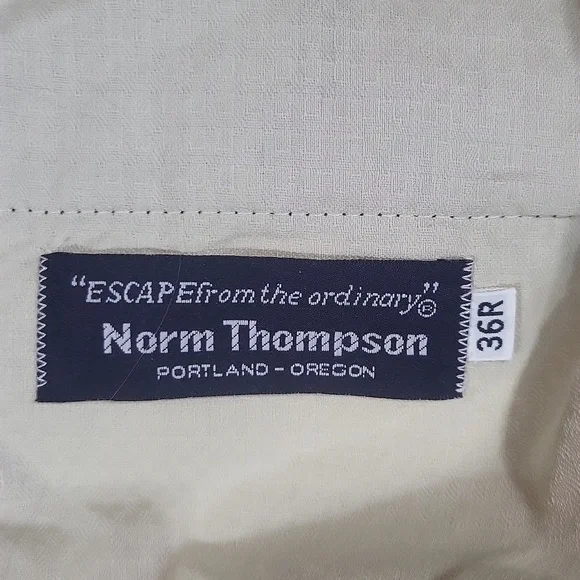 "ESCAPE from the ordinary"®
Norm Thompson
PORTLAND - OREGON
36R